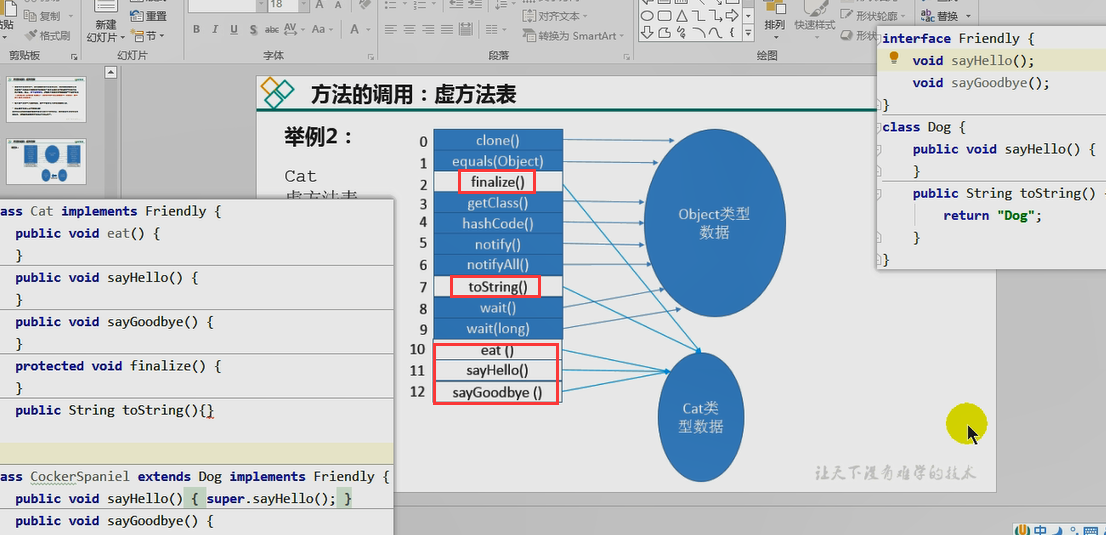 粘贴
复制
格式刷
剪贴板
新建
幻灯片
重置
节
幻灯片
18
B I U S abc AV Aa A
字体
段落
对齐文本
转换为 SmartArt
排列
快速样式
形状轮廓
绘图
ab 替换
方法的调用：虚方法表
举例2：
Cat
虚方法表
0 clone()
1 equals(Object)
2 finalize()
3 getClass()
4 hashCode()
5 notify()
6 notifyAll()
7 toString()
8 wait()
9 wait(long)
10 eat ()
11 sayHello()
12 sayGoodbye ()
Object类型
数据
Cat类
型数据
让天下没有难学的技术
interface Friendly {
void sayHello();
void sayGoodbye();
}
class Dog {
public void sayHello() {
}
public String toString() {
return "Dog";
}
}
ass Cat implements Friendly {
public void eat() {
}
public void sayHello() {
}
public void sayGoodbye() {
}
protected void finalize() {
}
public String toString(){}
ass CockerSpaniel extends Dog implements Friendly {
public void sayHello() { super.sayHello(); }
public void sayGoodbye() {
中